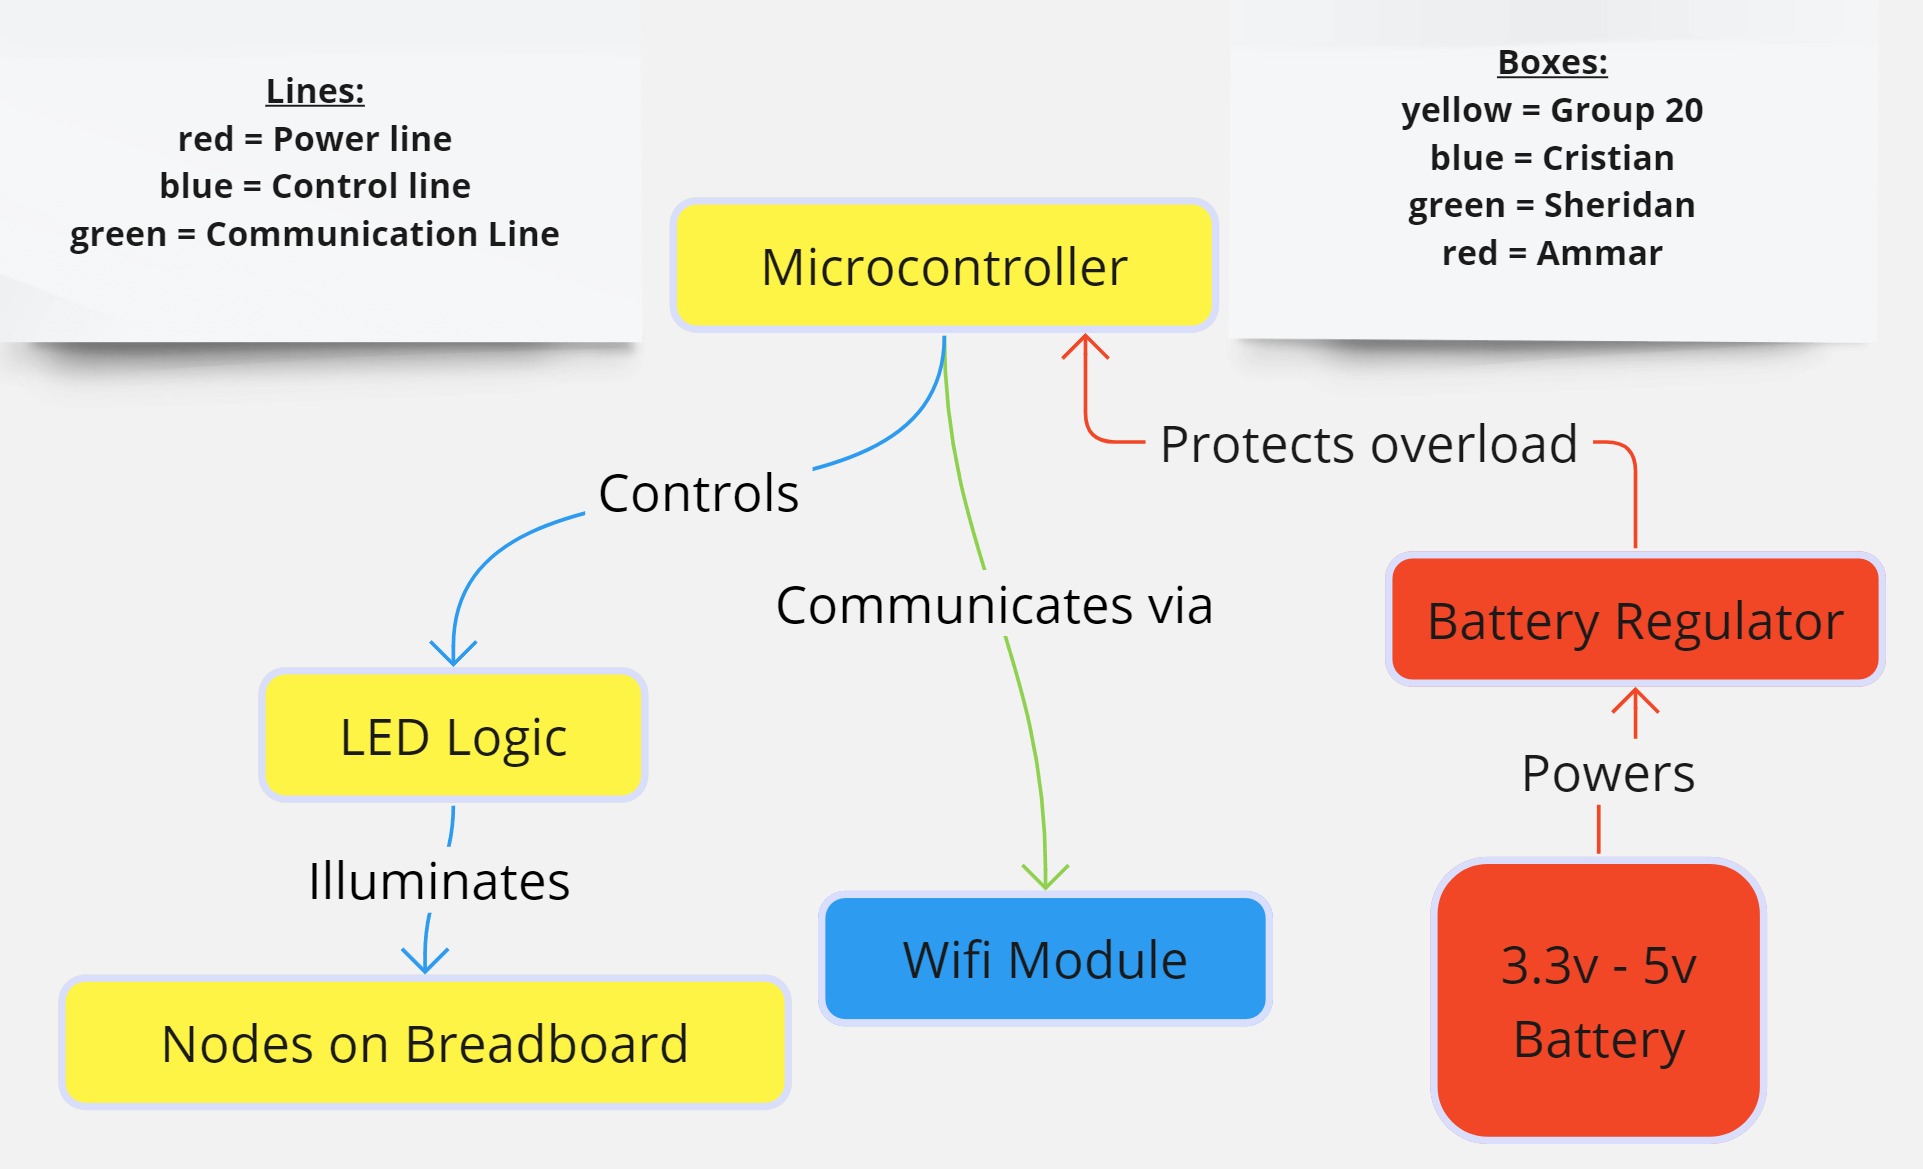 Lines:
red = Power line
blue = Control line
green = Communication Line
Boxes:
yellow = Group 20
blue = Cristian
green = Sheridan
red = Ammar
Microcontroller
Protects overload
Controls
Communicates via
Battery Regulator
LED Logic
Powers
Illuminates
Wifi Module
3.3v - 5v
Battery
Nodes on Breadboard